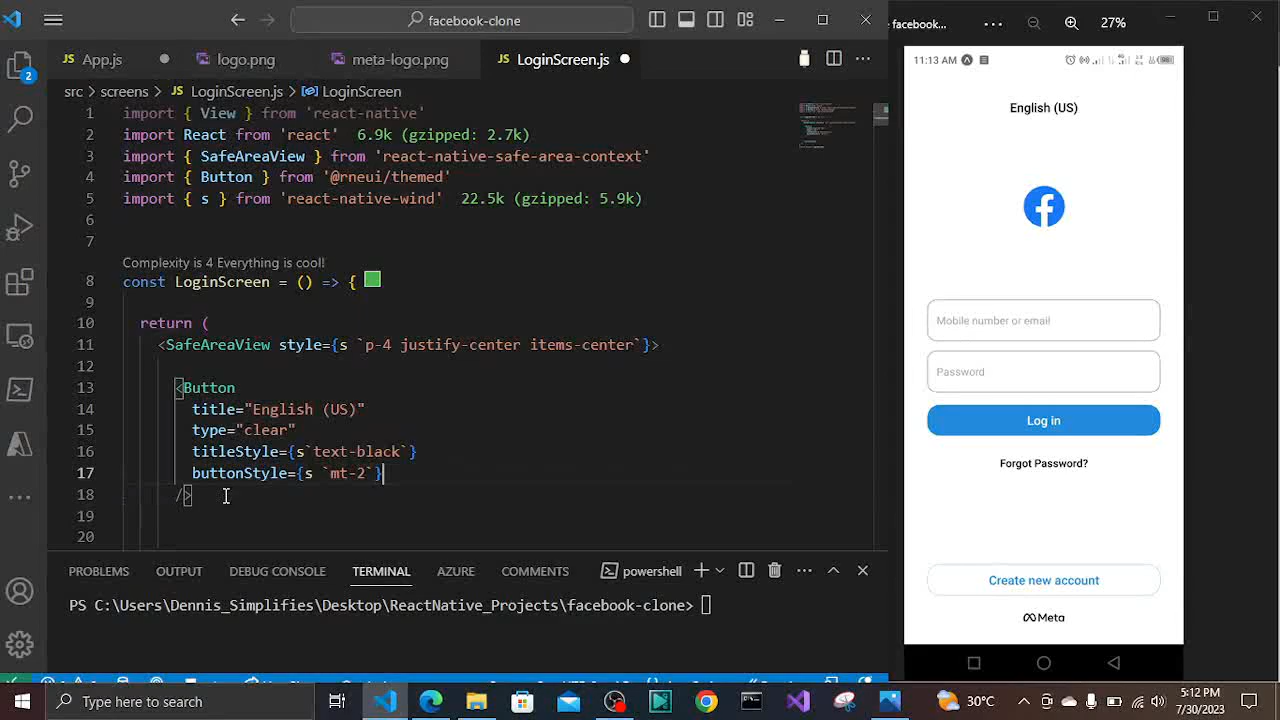 facebook-clone
App.js
logo.png
meta-logo.png
LoginScreen.js
2
src > screens > JS LoginScreen.js > LoginScreen
1 import { View } from 'react-native'
2 import React from 'react' 6.9k (gzipped: 2.7k)
3 import { SafeAreaView } from 'react-native-safe-area-context'
4 import { Button } from '@rneui/themed'
5 import { s } from 'react-native-wind' 22.5k (gzipped: 5.9k)
6
7
Complexity is 4 Everything is cool!
8 const LoginScreen = () => {
9
10 return (
11 <SafeAreaView style={s `p-4 justify-center items-center`}>
12
13 <Button
14 title="English (US)"
15 type="clear"
16 titleStyle={s`text-black`}
17 buttonStyle={s `mt-2`}
18 />
19
20
PROBLEMS OUTPUT DEBUG CONSOLE TERMINAL AZURE COMMENTS powershell
PS C:\Users\Dennis_Simplifies\Desktop\ReactNative_Projects\facebook-clone>
facebook... 27%
11:13 AM
English (US)
Mobile number or email
Password
Log in
Forgot Password?
Create new account
Meta
Type here to search
30°C
7:30 PM